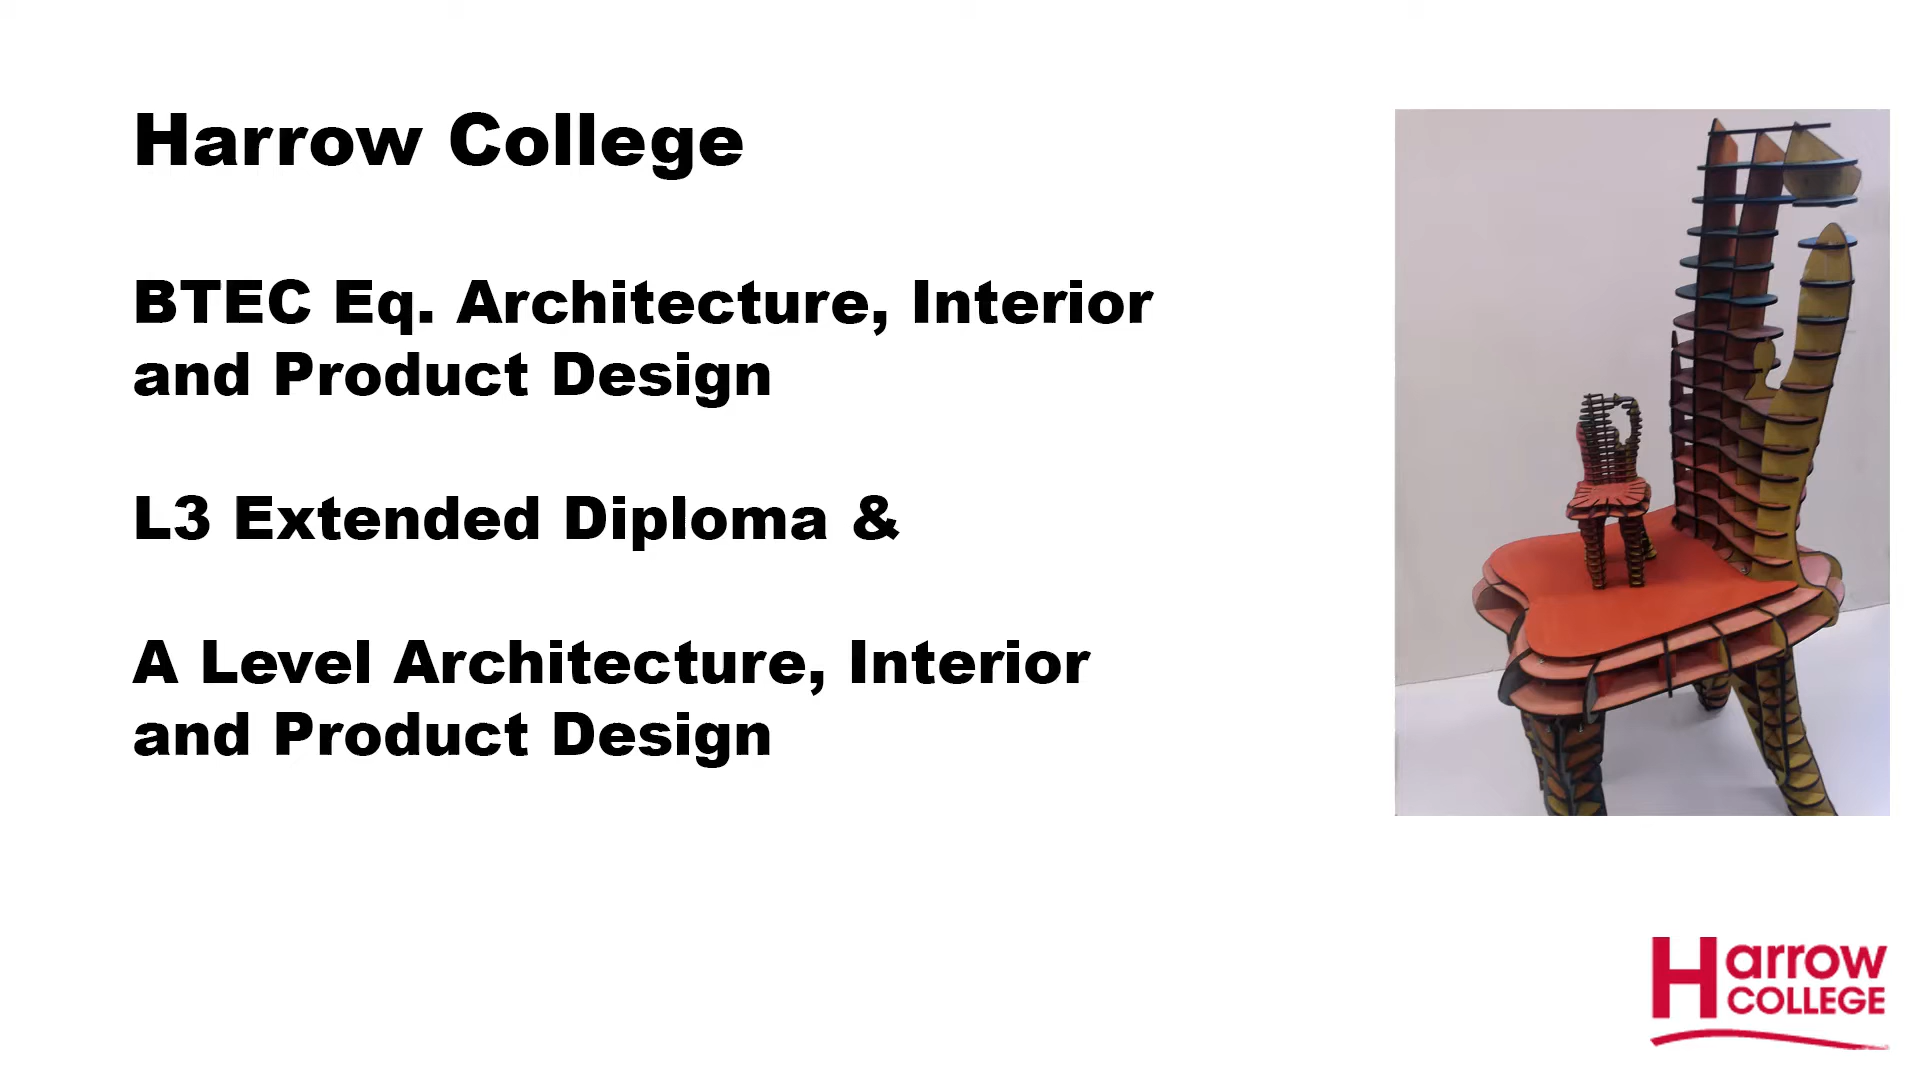 Harrow College
BTEC Eq. Architecture, Interior
and Product Design
L3 Extended Diploma &
A Level Architecture, Interior
and Product Design
Harrow
COLLEGE